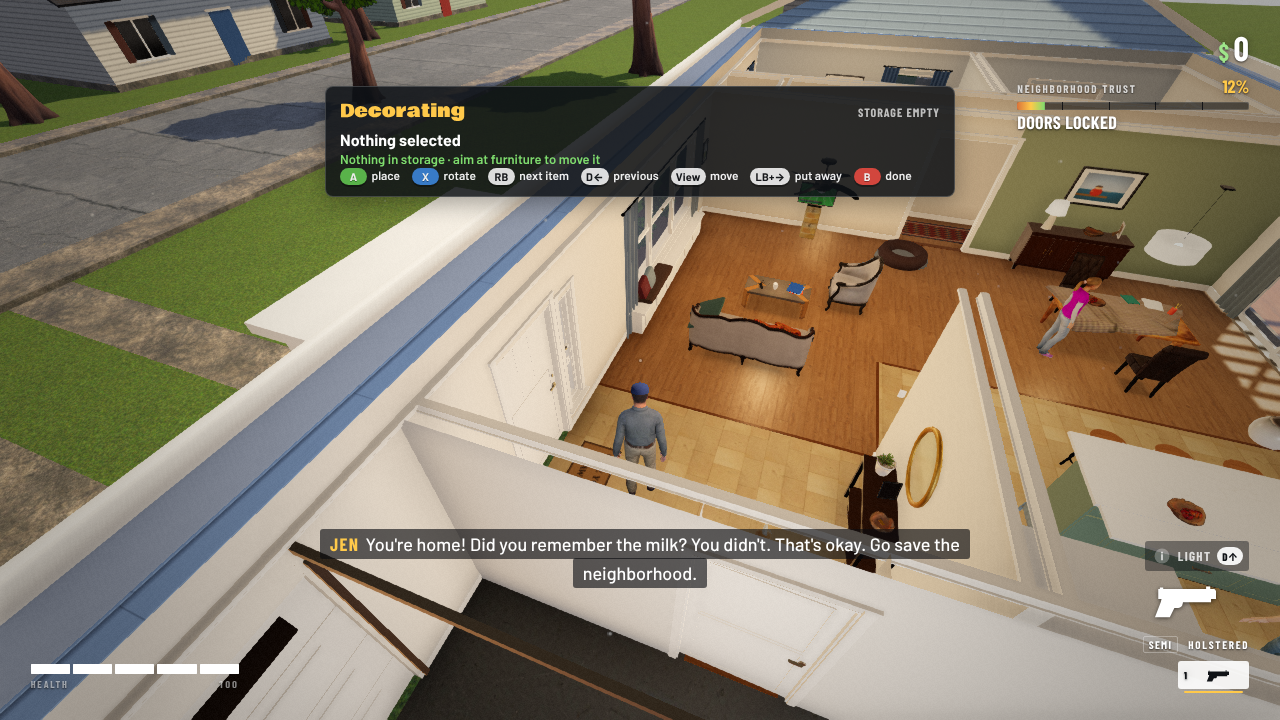 $0
NEIGHBORHOOD TRUST 12%
DOORS LOCKED
Decorating STORAGE EMPTY
Nothing selected
Nothing in storage · aim at furniture to move it
A place X rotate RB next item D← previous View move LB+→ put away B done
JEN You're home! Did you remember the milk? You didn't. That's okay. Go save the
neighborhood.
LIGHT D↑
SEMI HOLSTERED
1
HEALTH 100